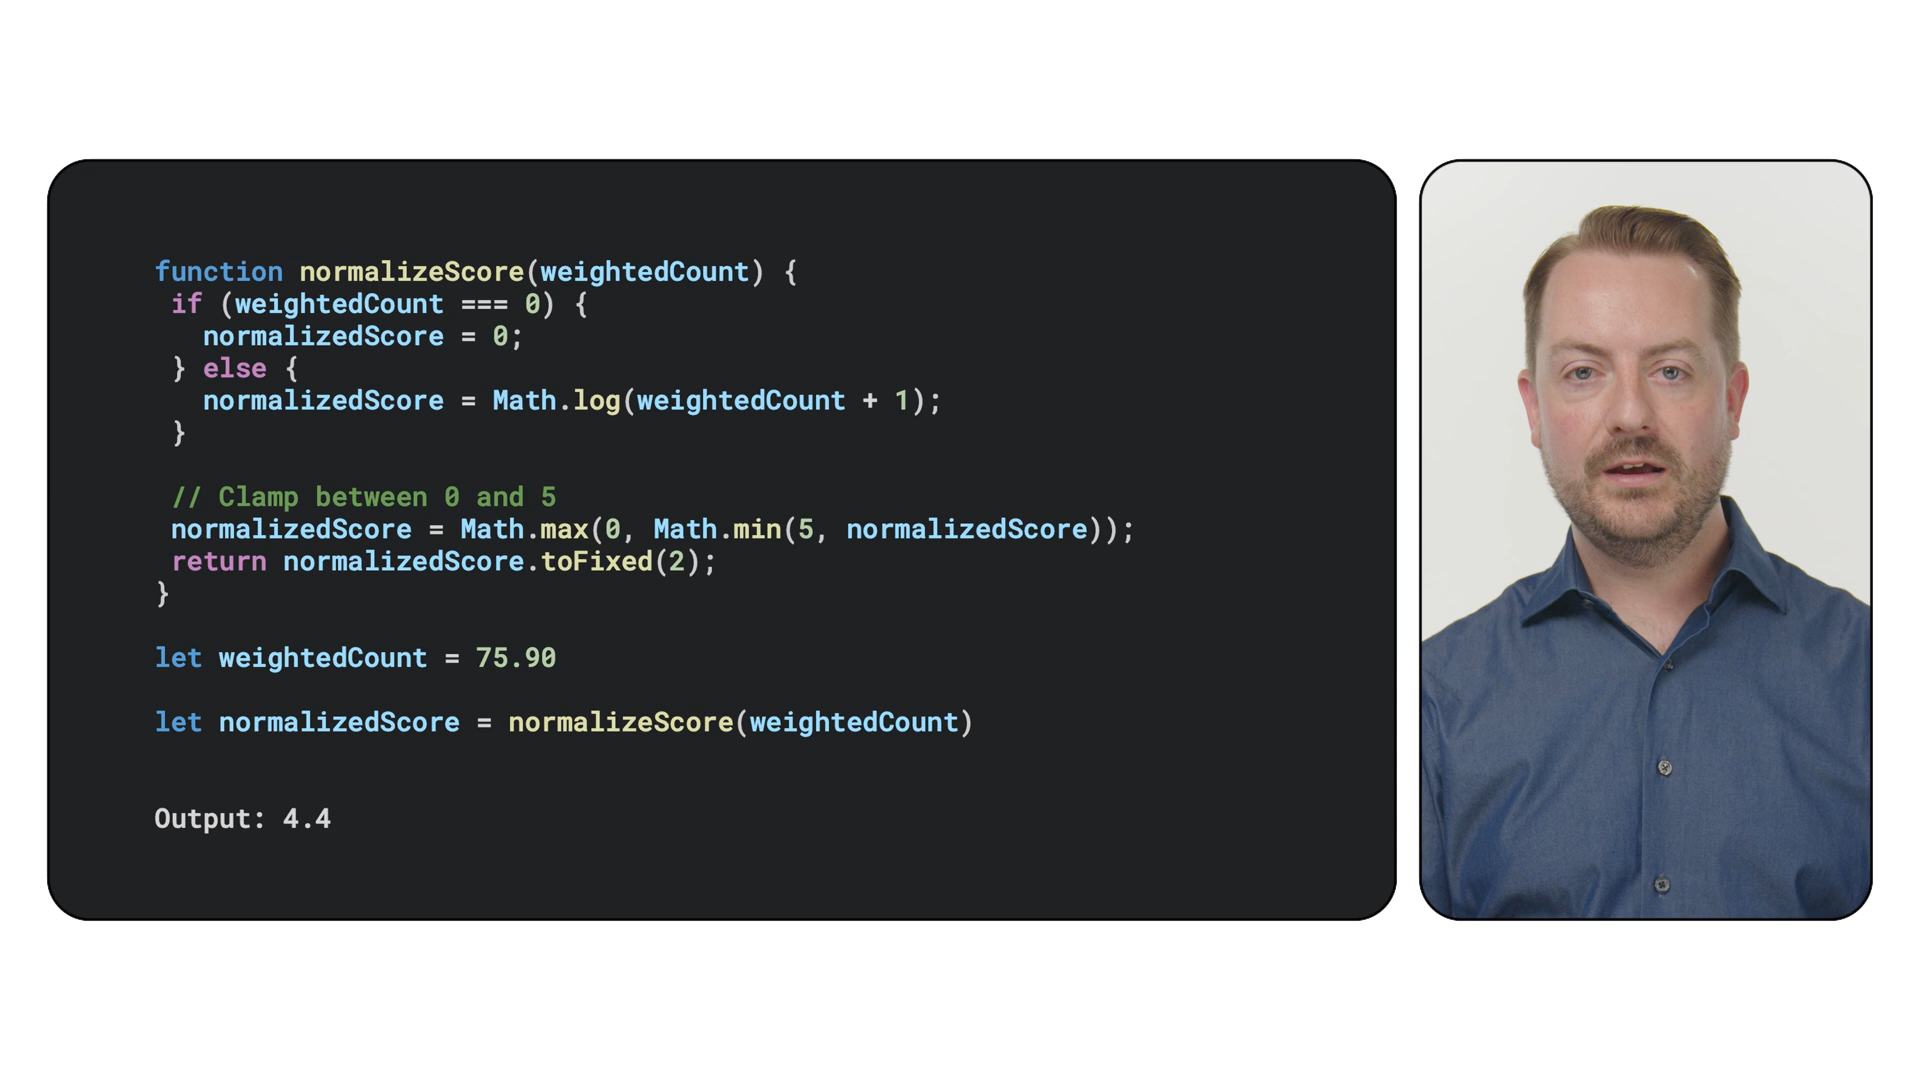 function normalizeScore(weightedCount) {
if (weightedCount === 0) {
normalizedScore = 0;
} else {
normalizedScore = Math.log(weightedCount + 1);
}
// Clamp between 0 and 5
normalizedScore = Math.max(0, Math.min(5, normalizedScore));
return normalizedScore.toFixed(2);
}
let weightedCount = 75.90
let normalizedScore = normalizeScore(weightedCount)
Output: 4.4